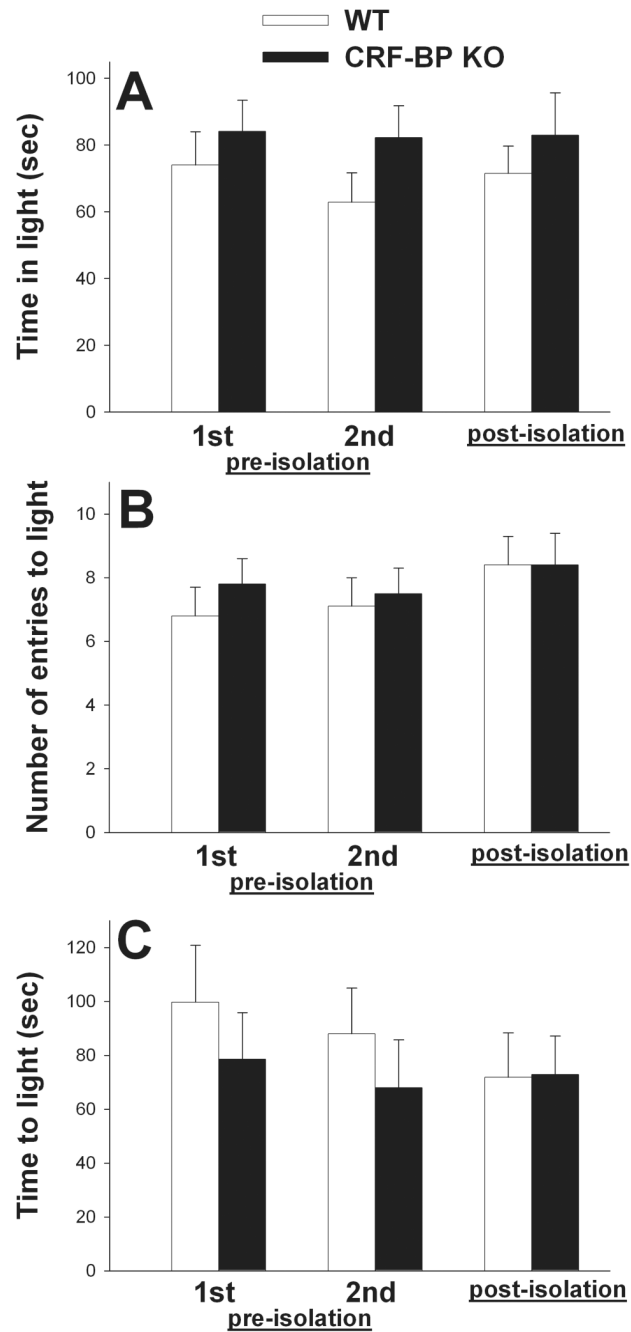 WT
CRF-BP KO
A
Time in light (sec)
100
80
60
40
20
0
1st 2nd post-isolation
pre-isolation
B
Number of entries to light
10
8
6
4
2
0
1st 2nd post-isolation
pre-isolation
C
Time to light (sec)
120
100
80
60
40
20
0
1st 2nd post-isolation
pre-isolation